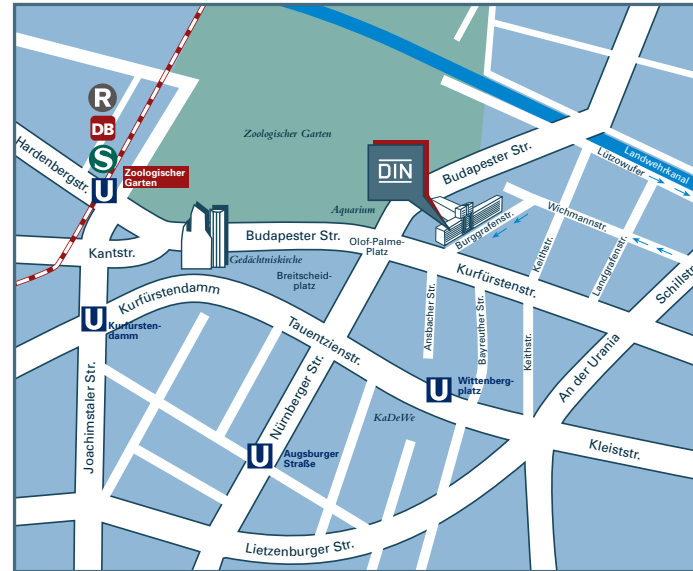 R
DB
S
U
Zoologischer
Garten
Hardenbergstr.
Zoologischer Garten
DIN
Budapester Str.
Landwehrkanal
Lützowufer
Aquarium
Wichmannstr.
Burggrafenstr.
Budapester Str.
Olof-Palme-
Platz
Keithstr.
Landgrafenstr.
Kantstr.
Gedächtniskirche
Breitscheid-
platz
Kurfürstenstr.
Schillstr
Kurfürstendamm
Ansbacher Str.
Bayreuther Str.
Keithstr.
U
Kurfürsten-
damm
Tauentzienstr.
An der Urania
Joachimstaler Str.
Nürnberger Str.
U
Wittenberg-
platz
KaDeWe
U
Augsburger
Straße
Kleiststr.
Lietzenburger Str.